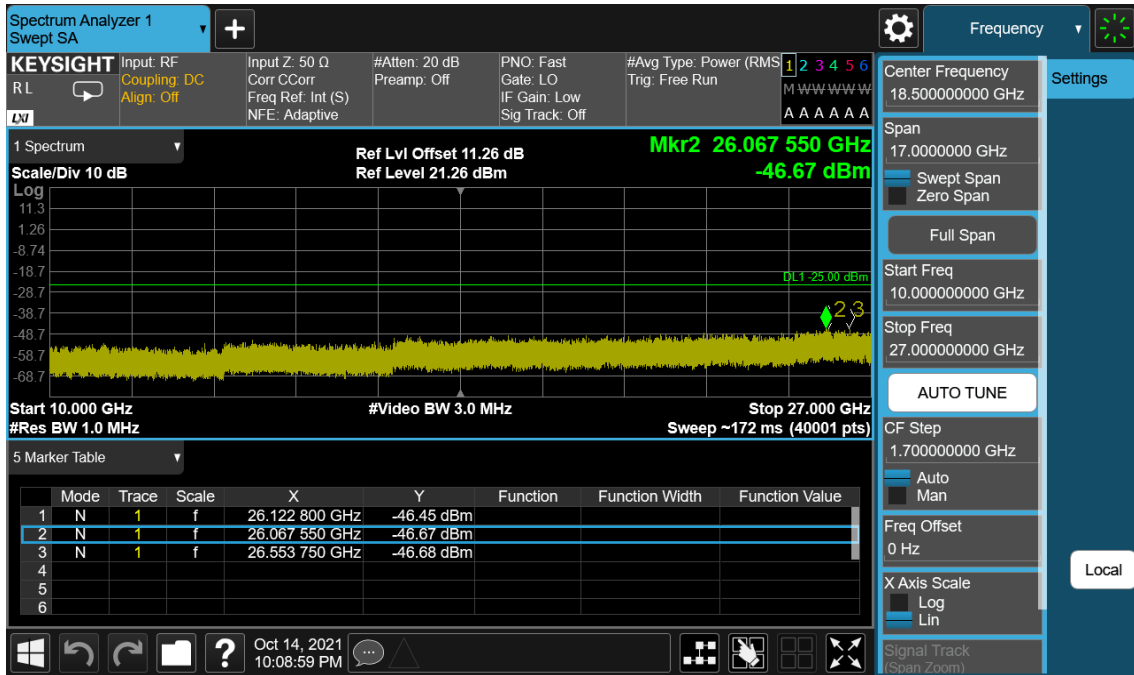 Spectrum Analyzer 1
Swept SA
Frequency
KEYSIGHT
R L
LXI
Input: RF
Coupling: DC
Align: Off
Input Z: 50 Ω
Corr CCorr
Freq Ref: Int (S)
NFE: Adaptive
#Atten: 20 dB
Preamp: Off
PNO: Fast
Gate: LO
IF Gain: Low
Sig Track: Off
#Avg Type: Power (RMS
Trig: Free Run
1 2 3 4 5 6
M W W W W W
A A A A A A
1 Spectrum
Scale/Div 10 dB
Ref Lvl Offset 11.26 dB
Ref Level 21.26 dBm
Mkr2 26.067 550 GHz
-46.67 dBm
Log
11.3
1.26
-8.74
-18.7
-28.7
-38.7
-48.7
-58.7
-68.7
DL1 -25.00 dBm
2 3
Start 10.000 GHz
#Res BW 1.0 MHz
#Video BW 3.0 MHz
Stop 27.000 GHz
Sweep ~172 ms (40001 pts)
5 Marker Table
Mode Trace Scale X Y Function Function Width Function Value
1 N 1 f 26.122 800 GHz -46.45 dBm
2 N 1 f 26.067 550 GHz -46.67 dBm
3 N 1 f 26.553 750 GHz -46.68 dBm
4
5
6
Oct 14, 2021
10:08:59 PM
Center Frequency
18.500000000 GHz
Span
17.0000000 GHz
Swept Span
Zero Span
Full Span
Start Freq
10.000000000 GHz
Stop Freq
27.000000000 GHz
AUTO TUNE
CF Step
1.700000000 GHz
Auto
Man
Freq Offset
0 Hz
X Axis Scale
Log
Lin
Signal Track
(Span Zoom)
Settings
Local